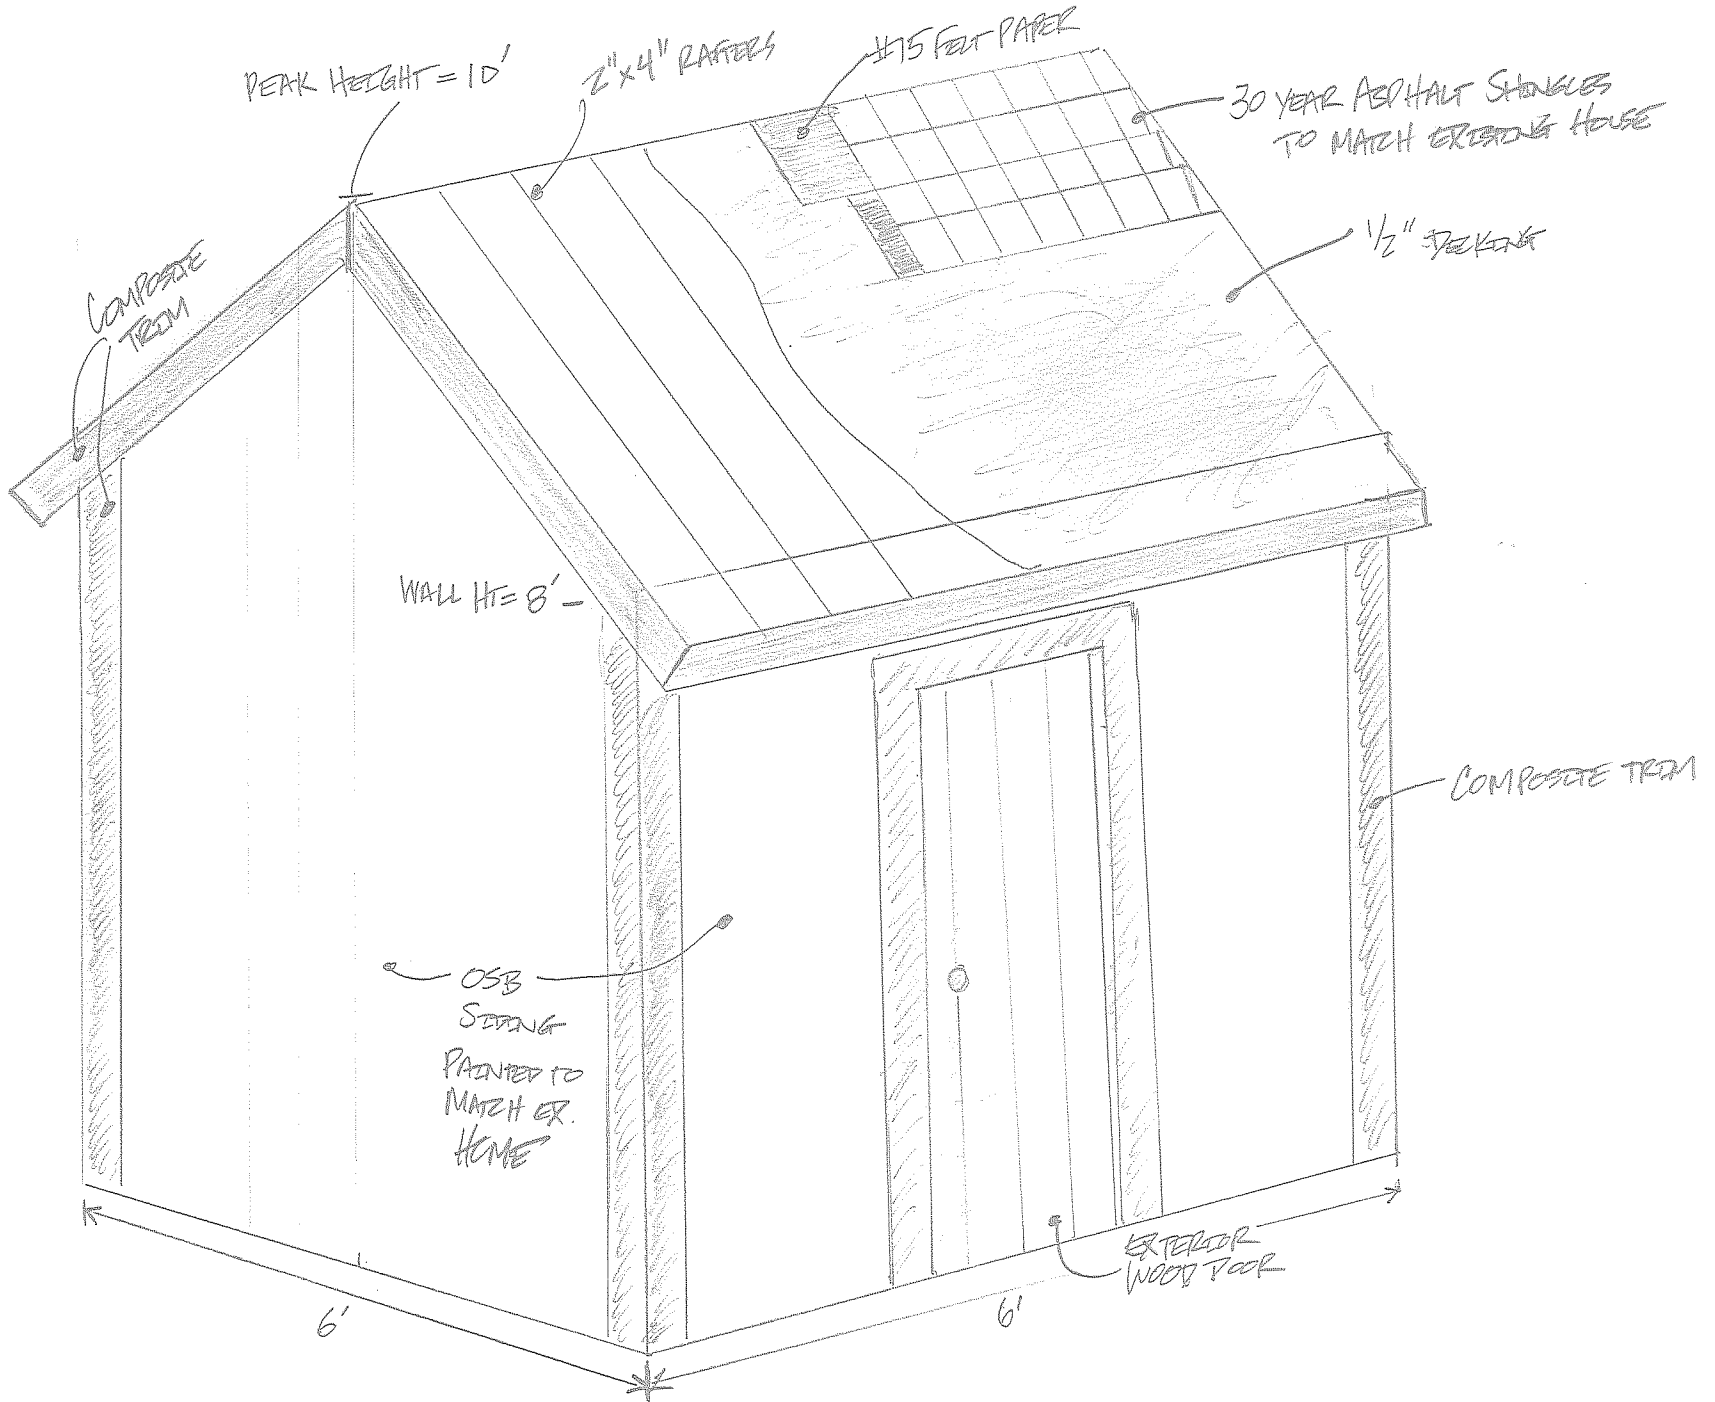 PEAK HEIGHT = 10'
2"x4" RAFTERS
#15 FELT PAPER
30 YEAR ASPHALT SHINGLES
TO MATCH EXISTING HOUSE
1/2" DECKING
COMPOSITE
TRIM
WALL HT = 8'
COMPOSITE TRIM
OSB
SIDING
PAINTED TO
MATCH EX.
HOME
EXTERIOR
WOOD DOOR
6'
6'